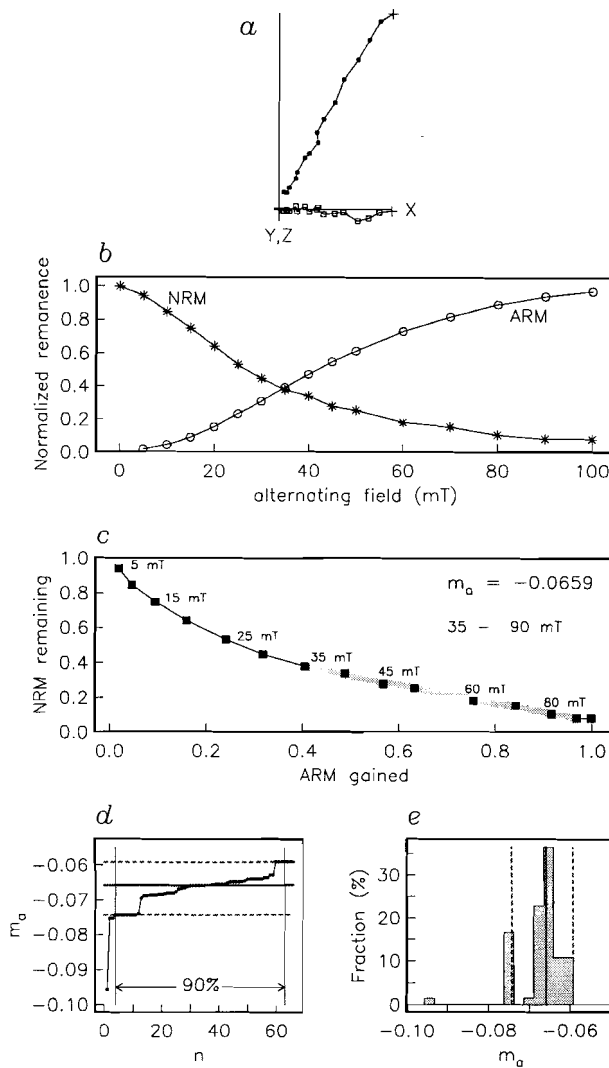 a
X
Y,Z
b
Normalized remanence
1.0
0.8
0.6
0.4
0.2
0.0
NRM
ARM
0 20 40 60 80 100
alternating field (mT)
c
NRM remaining
1.0
0.8
0.6
0.4
0.2
0.0
5 mT
15 mT
25 mT
35 mT
45 mT
60 mT
80 mT
mₐ = −0.0659
35 − 90 mT
0.0 0.2 0.4 0.6 0.8 1.0
ARM gained
d
mₐ
−0.06
−0.07
−0.08
−0.09
−0.10
90%
0 20 40 60
n
e
Fraction (%)
30
20
10
0
−0.10 −0.08 −0.06
mₐ